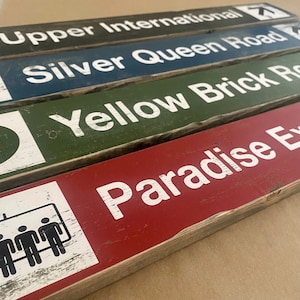 Upper International
Silver Queen Road
Yellow Brick
Paradise